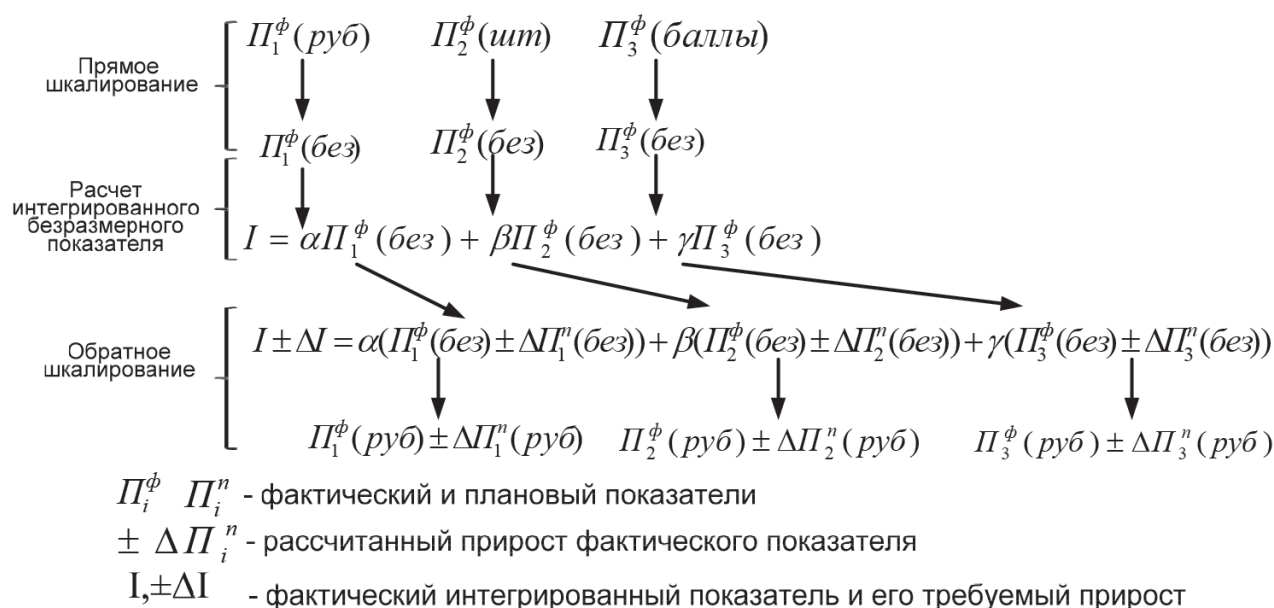 П₁ᶠ(руб) П₂ᶠ(шт) П₃ᶠ(баллы)
Прямое
шкалирование
П₁ᶠ(без) П₂ᶠ(без) П₃ᶠ(без)
Расчет
интегрированного
безразмерного
показателя
I = αП₁ᶠ(без) + βП₂ᶠ(без) + γП₃ᶠ(без)
I ± ΔI = α(П₁ᶠ(без) ± ΔП₁ⁿ(без)) + β(П₂ᶠ(без) ± ΔП₂ⁿ(без)) + γ(П₃ᶠ(без) ± ΔП₃ⁿ(без))
Обратное
шкалирование
П₁ᶠ(руб) ± ΔП₁ⁿ(руб) П₂ᶠ(руб) ± ΔП₂ⁿ(руб) П₃ᶠ(руб) ± ΔП₃ⁿ(руб)
Пᵢᶠ Пᵢⁿ - фактический и плановый показатели
± ΔПᵢⁿ - рассчитанный прирост фактического показателя
I,±ΔI - фактический интегрированный показатель и его требуемый прирост